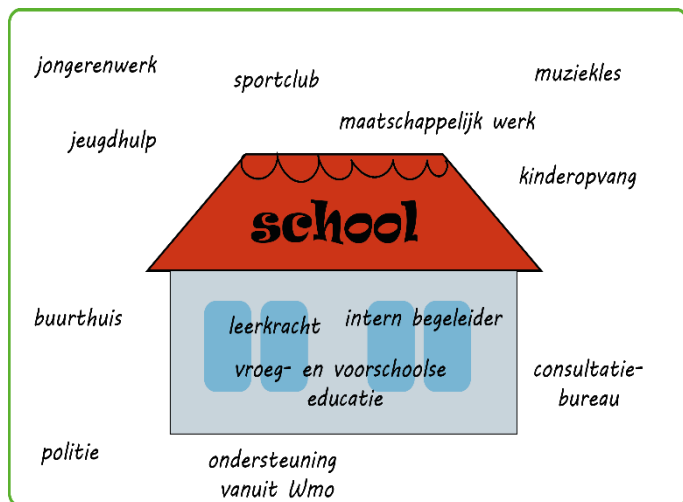 jongerenwerk
sportclub
muziekles
maatschappelijk werk
jeugdhulp
kinderopvang
school
buurthuis
leerkracht
intern begeleider
vroeg- en voorschoolse
educatie
consultatie-
bureau
politie
ondersteuning
vanuit Wmo